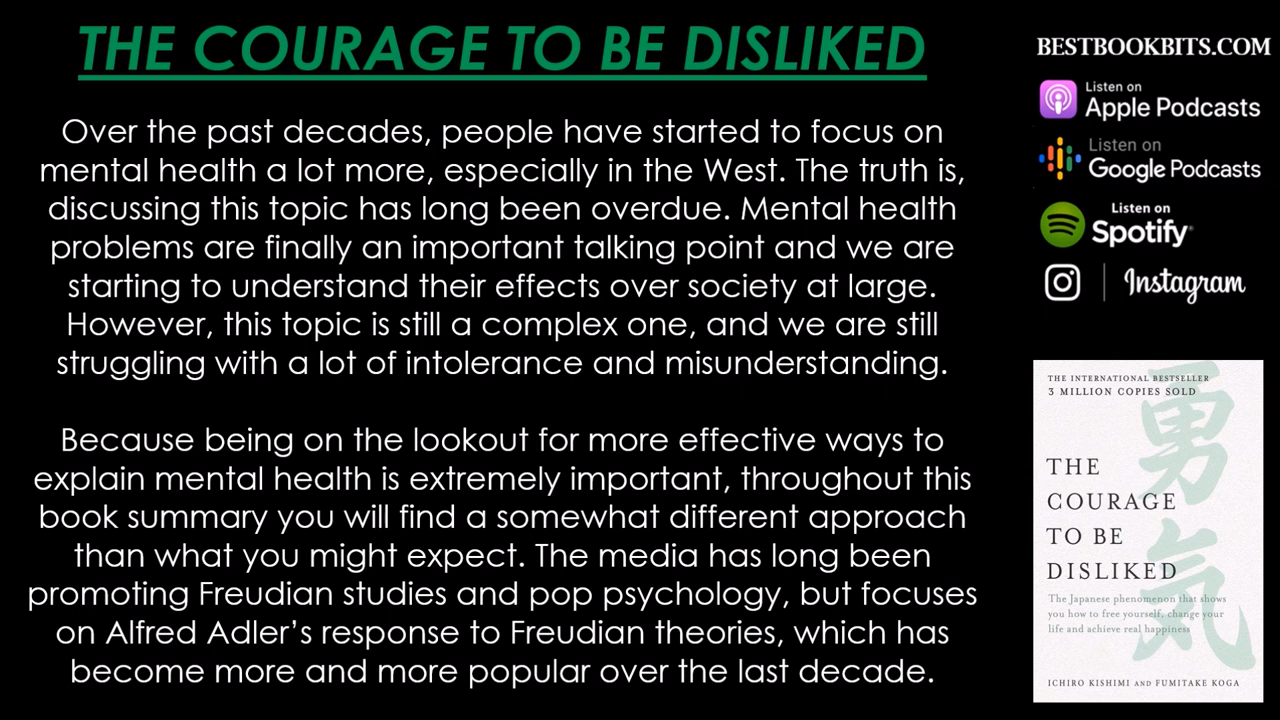 THE COURAGE TO BE DISLIKED
Over the past decades, people have started to focus on
mental health a lot more, especially in the West. The truth is,
discussing this topic has long been overdue. Mental health
problems are finally an important talking point and we are
starting to understand their effects over society at large.
However, this topic is still a complex one, and we are still
struggling with a lot of intolerance and misunderstanding.
Because being on the lookout for more effective ways to
explain mental health is extremely important, throughout this
book summary you will find a somewhat different approach
than what you might expect. The media has long been
promoting Freudian studies and pop psychology, but focuses
on Alfred Adler’s response to Freudian theories, which has
become more and more popular over the last decade.
BESTBOOKBITS.COM
Listen on
Apple Podcasts
Listen on
Google Podcasts
Listen on
Spotify
Instagram
THE INTERNATIONAL BESTSELLER
3 MILLION COPIES SOLD
勇
気
THE
COURAGE
TO BE
DISLIKED
The Japanese phenomenon that shows
you how to free yourself, change your
life and achieve real happiness
ICHIRO KISHIMI AND FUMITAKE KOGA